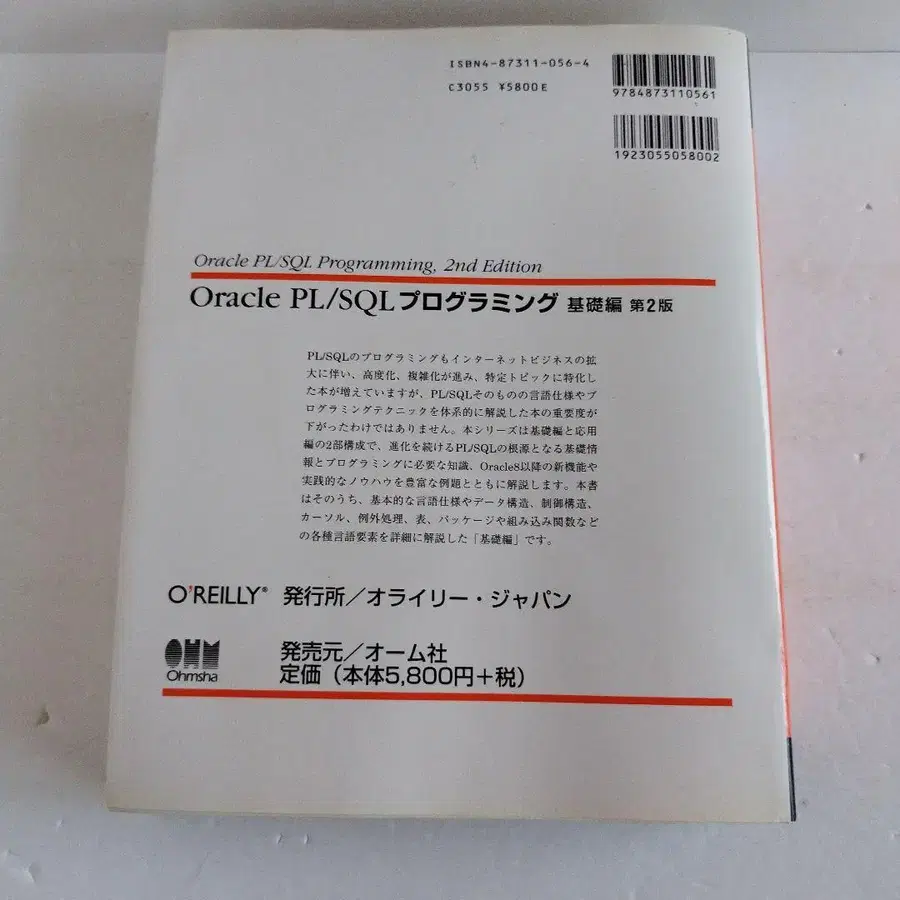 ISBN4-87311-056-4
C3055 ¥5800E
9784873110561
1923055058002
Oracle PL/SQL Programming, 2nd Edition
Oracle PL/SQLプログラミング 基礎編 第2版
PL/SQLのプログラミングもインターネットビジネスの拡
大に伴い、高度化、複雑化が進み、特定トピックに特化し
た本が増えていますが、PL/SQLそのものの言語仕様やプ
ログラミングテクニックを体系的に解説した本の重要度が
下がったわけではありません。本シリーズは基礎編と応用
編の2部構成で、進化を続けるPL/SQLの根源となる基礎情
報とプログラミングに必要な知識、Oracle8以降の新機能や
実践的なノウハウを豊富な例題とともに解説します。本書
はそのうち、基本的な言語仕様やデータ構造、制御構造、
カーソル、例外処理、表、パッケージや組み込み関数など
の各種言語要素を詳細に解説した「基礎編」です。
O'REILLY® 発行所/オライリー・ジャパン
OHM
Ohmsha
発売元/オーム社
定価(本体5,800円+税)